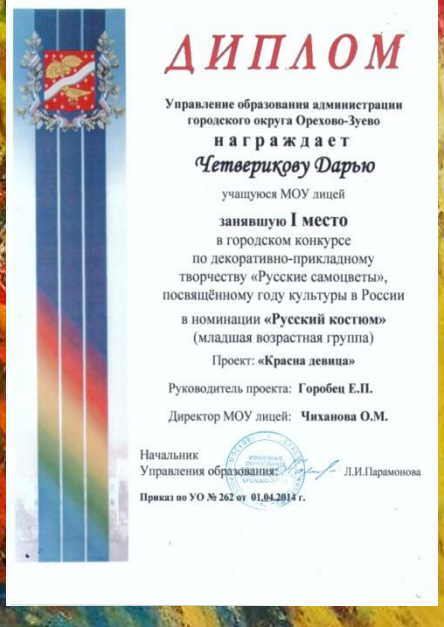 ДИПЛОМ
Управление образования администрации
городского округа Орехово-Зуево
награждает
Четверикову Дарью
учащуюся МОУ лицей
занявшую I место
в городском конкурсе
по декоративно-прикладному
творчеству «Русские самоцветы»,
посвящённому году культуры в России
в номинации «Русский костюм»
(младшая возрастная группа)
Проект: «Красна девица»
Руководитель проекта: Горобец Е.П.
Директор МОУ лицей: Чиханова О.М.
Начальник
Управления образования: Л.И.Парамонова
Приказ по УО № 262 от 01.04.2014 г.